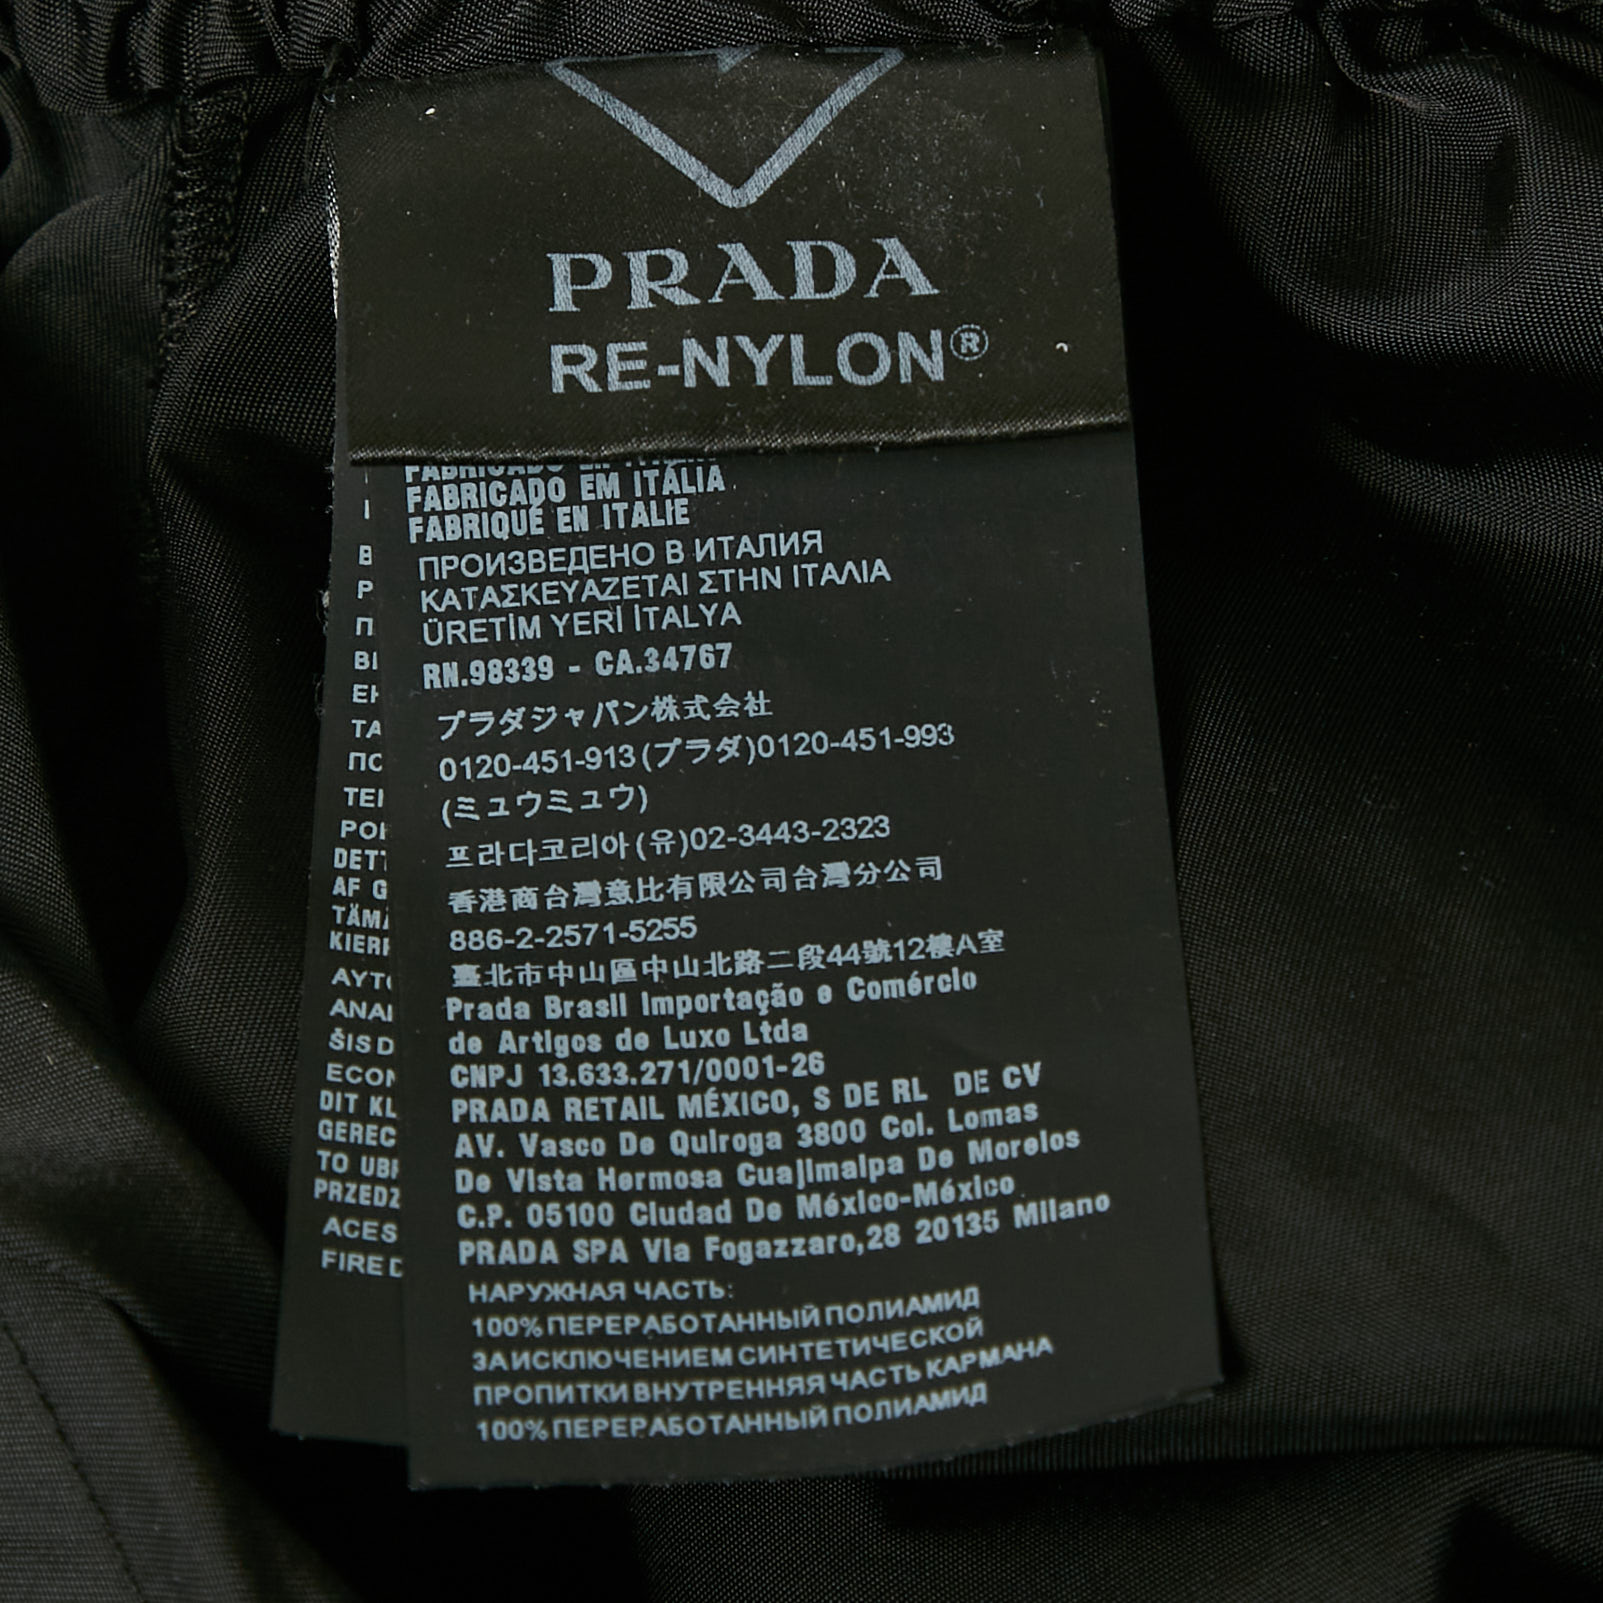 PRADA
RE-NYLON®
FABRICADO EM ITÁLIA
FABRIQUÉ EN ITALIE
ПРОИЗВЕДЕНО В ИТАЛИЯ
ΚΑΤΑΣΚΕΥΑΖΕΤΑΙ ΣΤΗΝ ΙΤΑΛΙΑ
ÜRETİM YERİ İTALYA
RN.98339 - CA.34767
プラダジャパン株式会社
0120-451-913(プラダ)0120-451-993
(ミュウミュウ)
프라다코리아(유)02-3443-2323
香港商台灣意比有限公司台灣分公司
886-2-2571-5255
臺北市中山區中山北路二段44號12樓A室
Prada Brasil Importação e Comércio
de Artigos de Luxo Ltda
CNPJ 13.633.271/0001-26
PRADA RETAIL MÉXICO, S DE RL DE CV
AV. Vasco De Quiroga 3800 Col. Lomas
De Vista Hermosa Cuajimalpa De Morelos
C.P. 05100 Ciudad De México-México
PRADA SPA Via Fogazzaro,28 20135 Milano
НАРУЖНАЯ ЧАСТЬ:
100% ПЕРЕРАБОТАННЫЙ ПОЛИАМИД
ЗА ИСКЛЮЧЕНИЕМ СИНТЕТИЧЕСКОЙ
ПРОПИТКИ ВНУТРЕННЯЯ ЧАСТЬ КАРМАНА
100% ПЕРЕРАБОТАННЫЙ ПОЛИАМИД